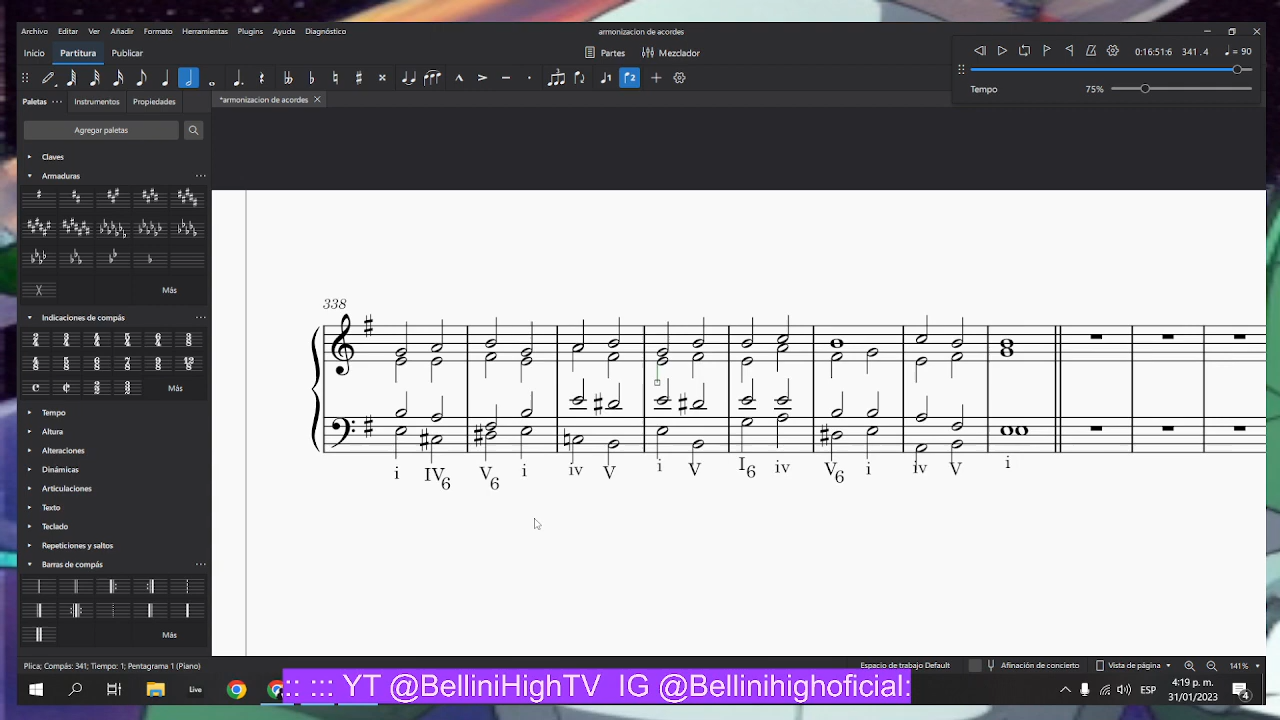 Archivo Editar Ver Añadir Formato Herramientas Plugins Ayuda Diagnóstico
armonizacion de acordes
Inicio Partitura Publicar
Partes Mezclador
0:16:51:6 341 .4 = 90
Tempo 75%
Paletas Instrumentos Propiedades
*armonizacion de acordes
Agregar paletas
Claves
Armaduras
Más
Indicaciones de compás
Más
Tempo
Altura
Alteraciones
Dinámicas
Articulaciones
Texto
Teclado
Repeticiones y saltos
Barras de compás
Más
338
i IV6 V6 i iv V i V I6 iv V6 i iv V i
Plica; Compás: 341; Tiempo: 1; Pentagrama 1 (Piano)
Espacio de trabajo Default Afinación de concierto Vista de página 141%
Live
:: ::: YT @BelliniHighTV IG @Bellinihighoficial:
ESP
4:19 p. m.
31/01/2023
4